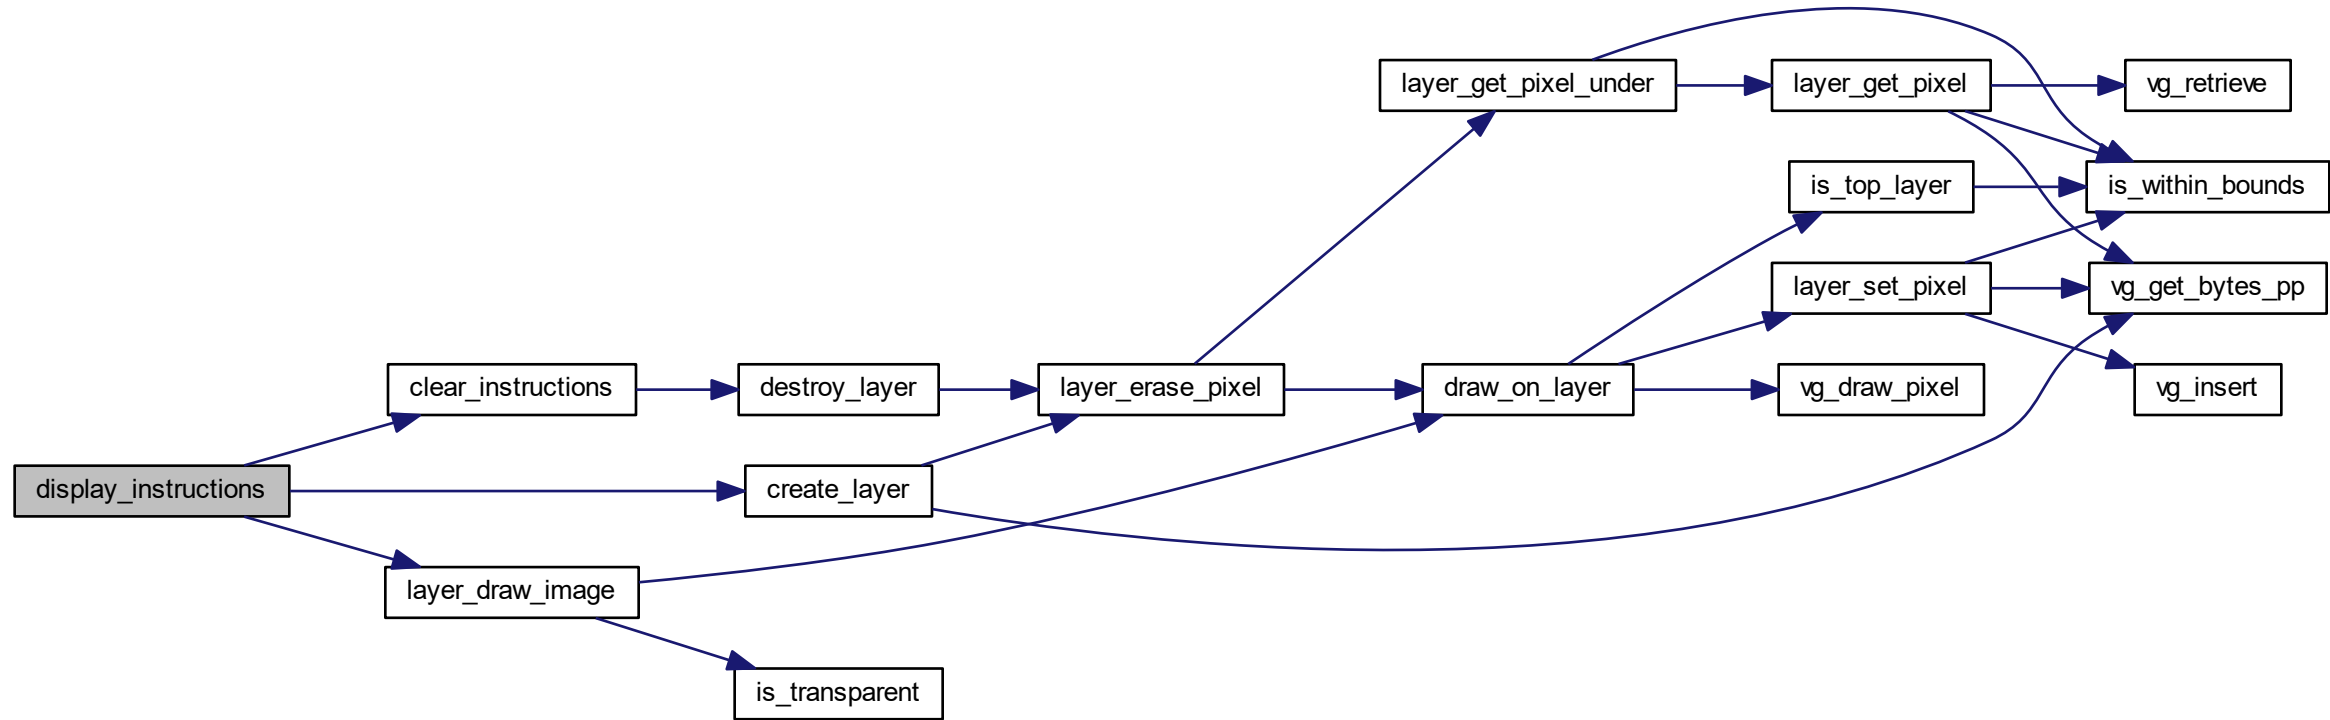 layer_get_pixel_under
layer_get_pixel
vg_retrieve
is_top_layer
is_within_bounds
layer_set_pixel
vg_get_bytes_pp
clear_instructions
destroy_layer
layer_erase_pixel
draw_on_layer
vg_draw_pixel
vg_insert
display_instructions
create_layer
layer_draw_image
is_transparent